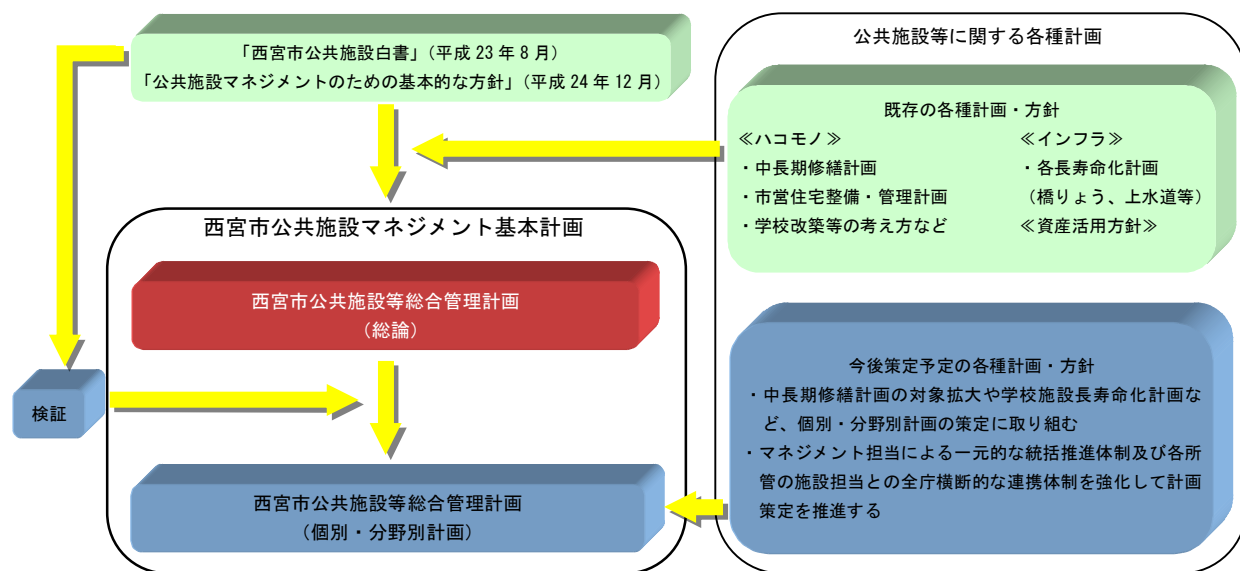 「西宮市公共施設白書」（平成 23 年 8 月）
「公共施設マネジメントのための基本的な方針」（平成 24 年 12 月）
公共施設等に関する各種計画
既存の各種計画・方針
≪ハコモノ≫
・中長期修繕計画
・市営住宅整備・管理計画
・学校改築等の考え方など
≪インフラ≫
・各長寿命化計画
（橋りょう、上水道等）
≪資産活用方針≫
西宮市公共施設マネジメント基本計画
西宮市公共施設等総合管理計画
（総論）
検証
西宮市公共施設等総合管理計画
（個別・分野別計画）
今後策定予定の各種計画・方針
・中長期修繕計画の対象拡大や学校施設長寿命化計画な
ど、個別・分野別計画の策定に取り組む
・マネジメント担当による一元的な統括推進体制及び各所
管の施設担当との全庁横断的な連携体制を強化して計画
策定を推進する